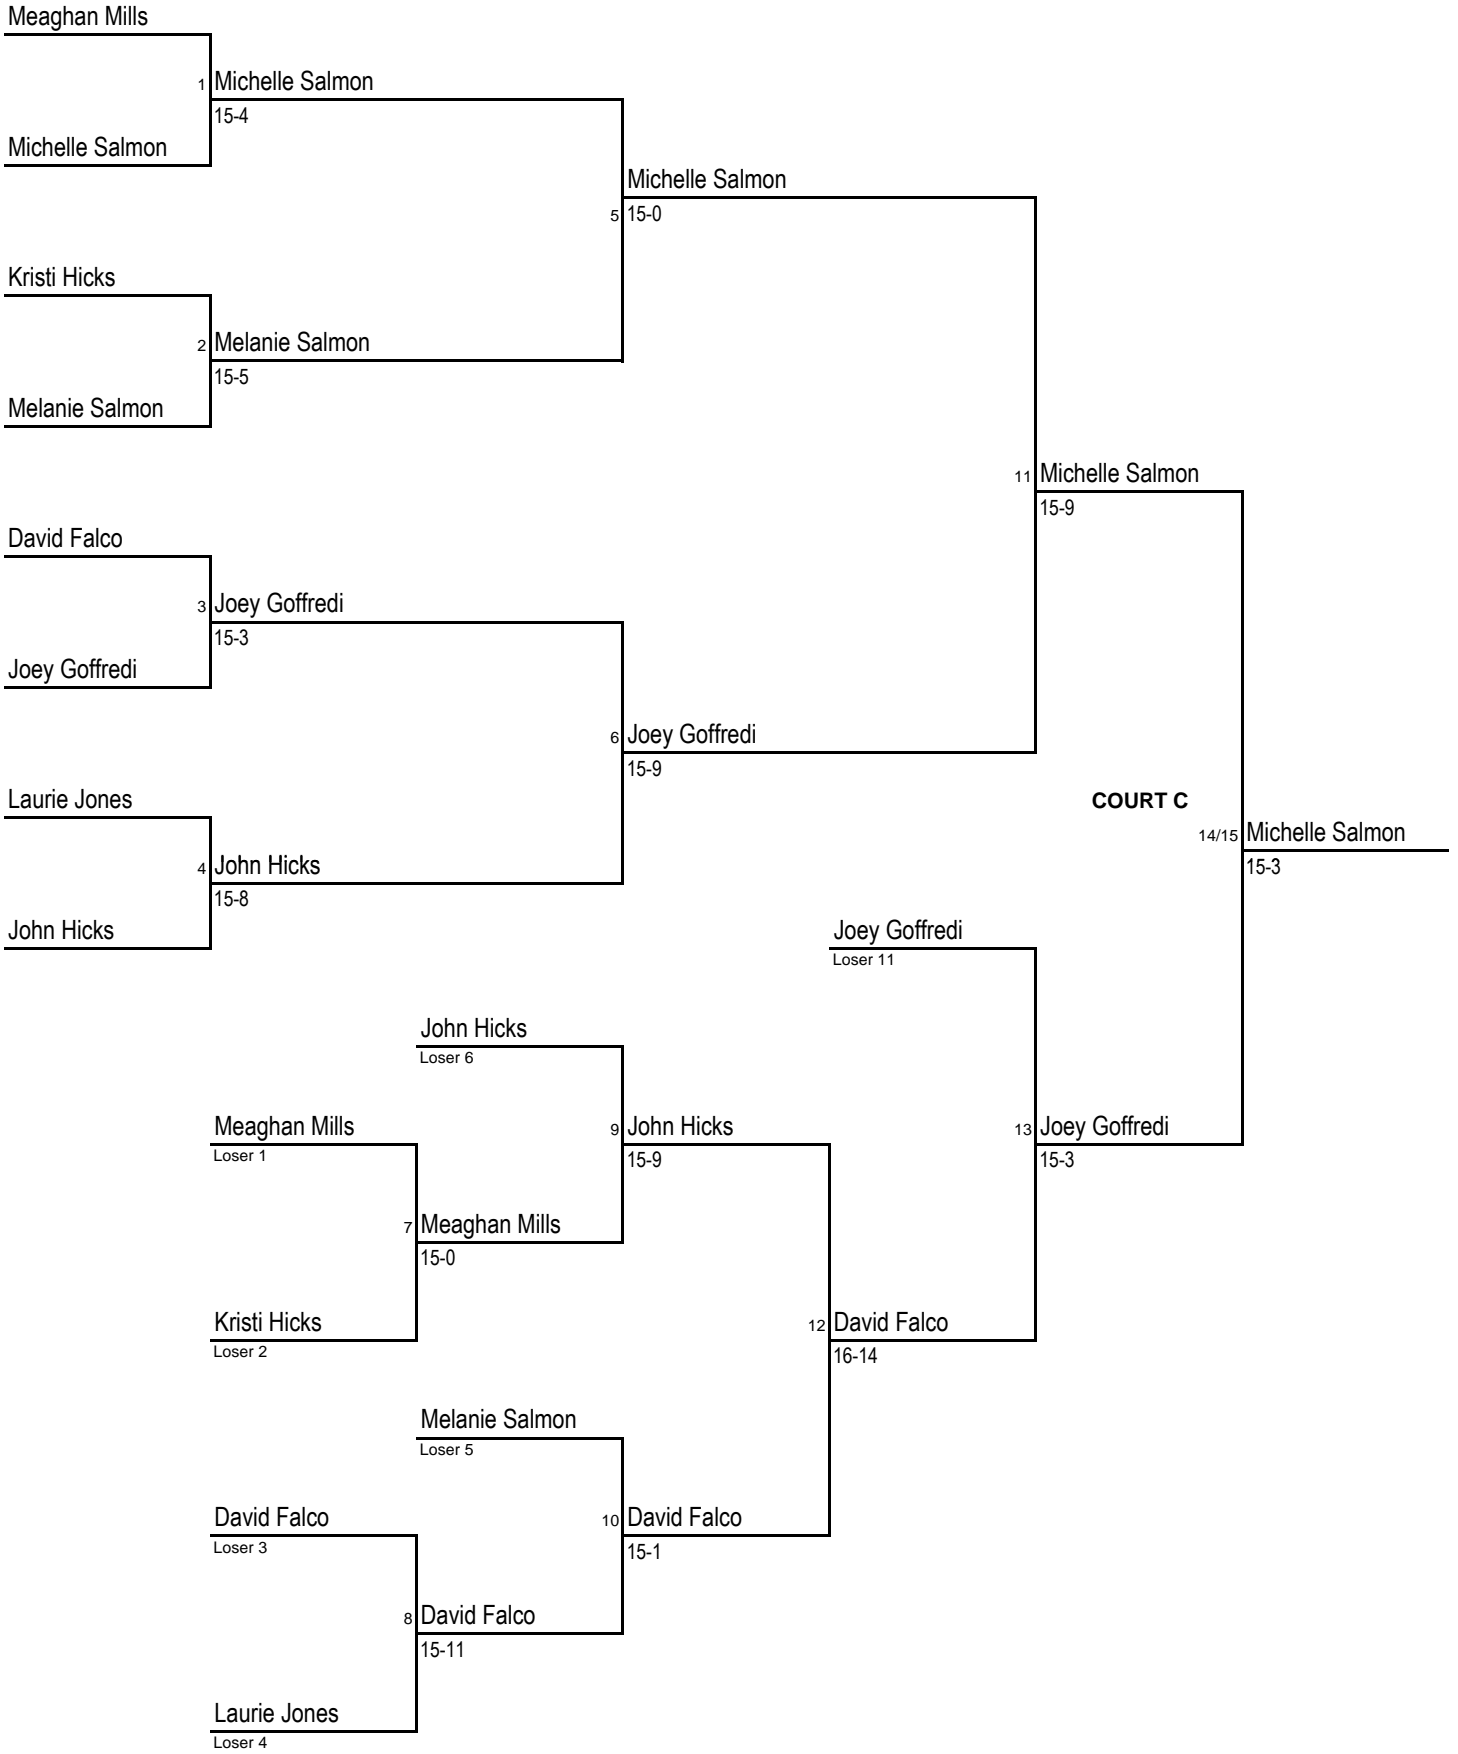 Meaghan Mills
1 Michelle Salmon
15-4
Michelle Salmon
Michelle Salmon
5 15-0
Kristi Hicks
2 Melanie Salmon
15-5
Melanie Salmon
11 Michelle Salmon
15-9
David Falco
3 Joey Goffredi
15-3
Joey Goffredi
6 Joey Goffredi
15-9
Laurie Jones
COURT C
14/15 Michelle Salmon
15-3
4 John Hicks
15-8
John Hicks
Joey Goffredi
Loser 11
John Hicks
Loser 6
Meaghan Mills
Loser 1
9 John Hicks
15-9
13 Joey Goffredi
15-3
7 Meaghan Mills
15-0
Kristi Hicks
Loser 2
12 David Falco
16-14
Melanie Salmon
Loser 5
David Falco
Loser 3
10 David Falco
15-1
8 David Falco
15-11
Laurie Jones
Loser 4